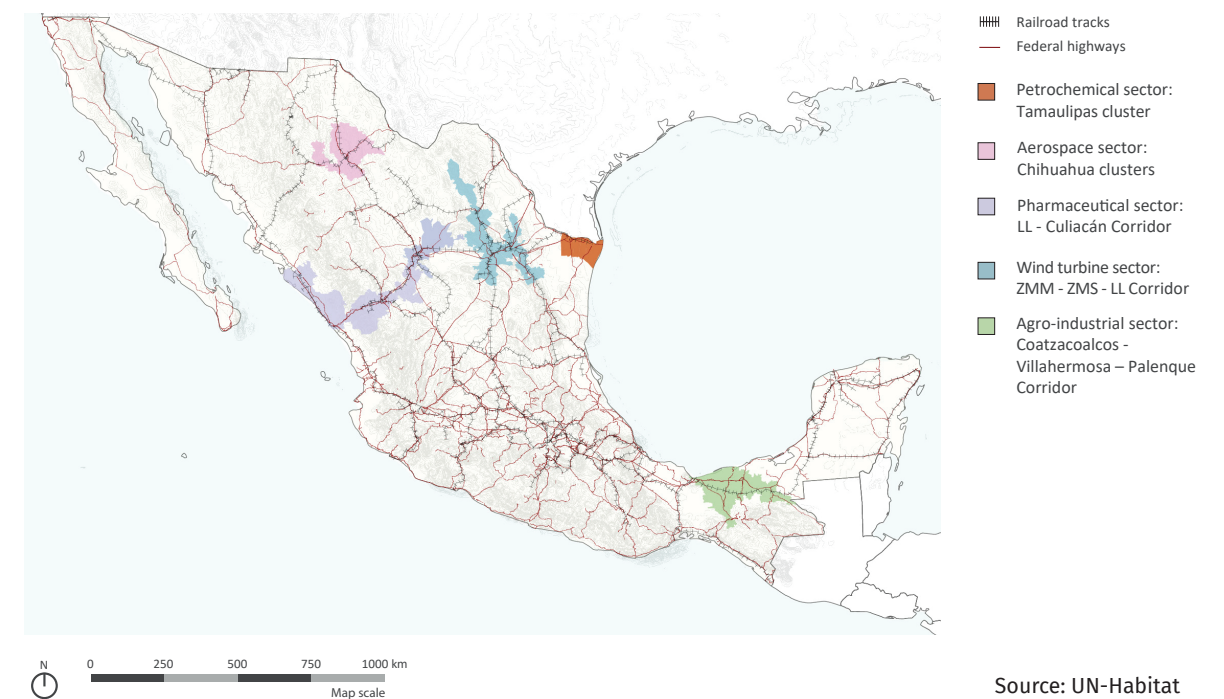 Railroad tracks
Federal highways
Petrochemical sector:
Tamaulipas cluster
Aerospace sector:
Chihuahua clusters
Pharmaceutical sector:
LL - Culiacán Corridor
Wind turbine sector:
ZMM - ZMS - LL Corridor
Agro-industrial sector:
Coatzacoalcos -
Villahermosa – Palenque
Corridor
N
0 250 500 750 1000 km
Map scale
Source: UN-Habitat